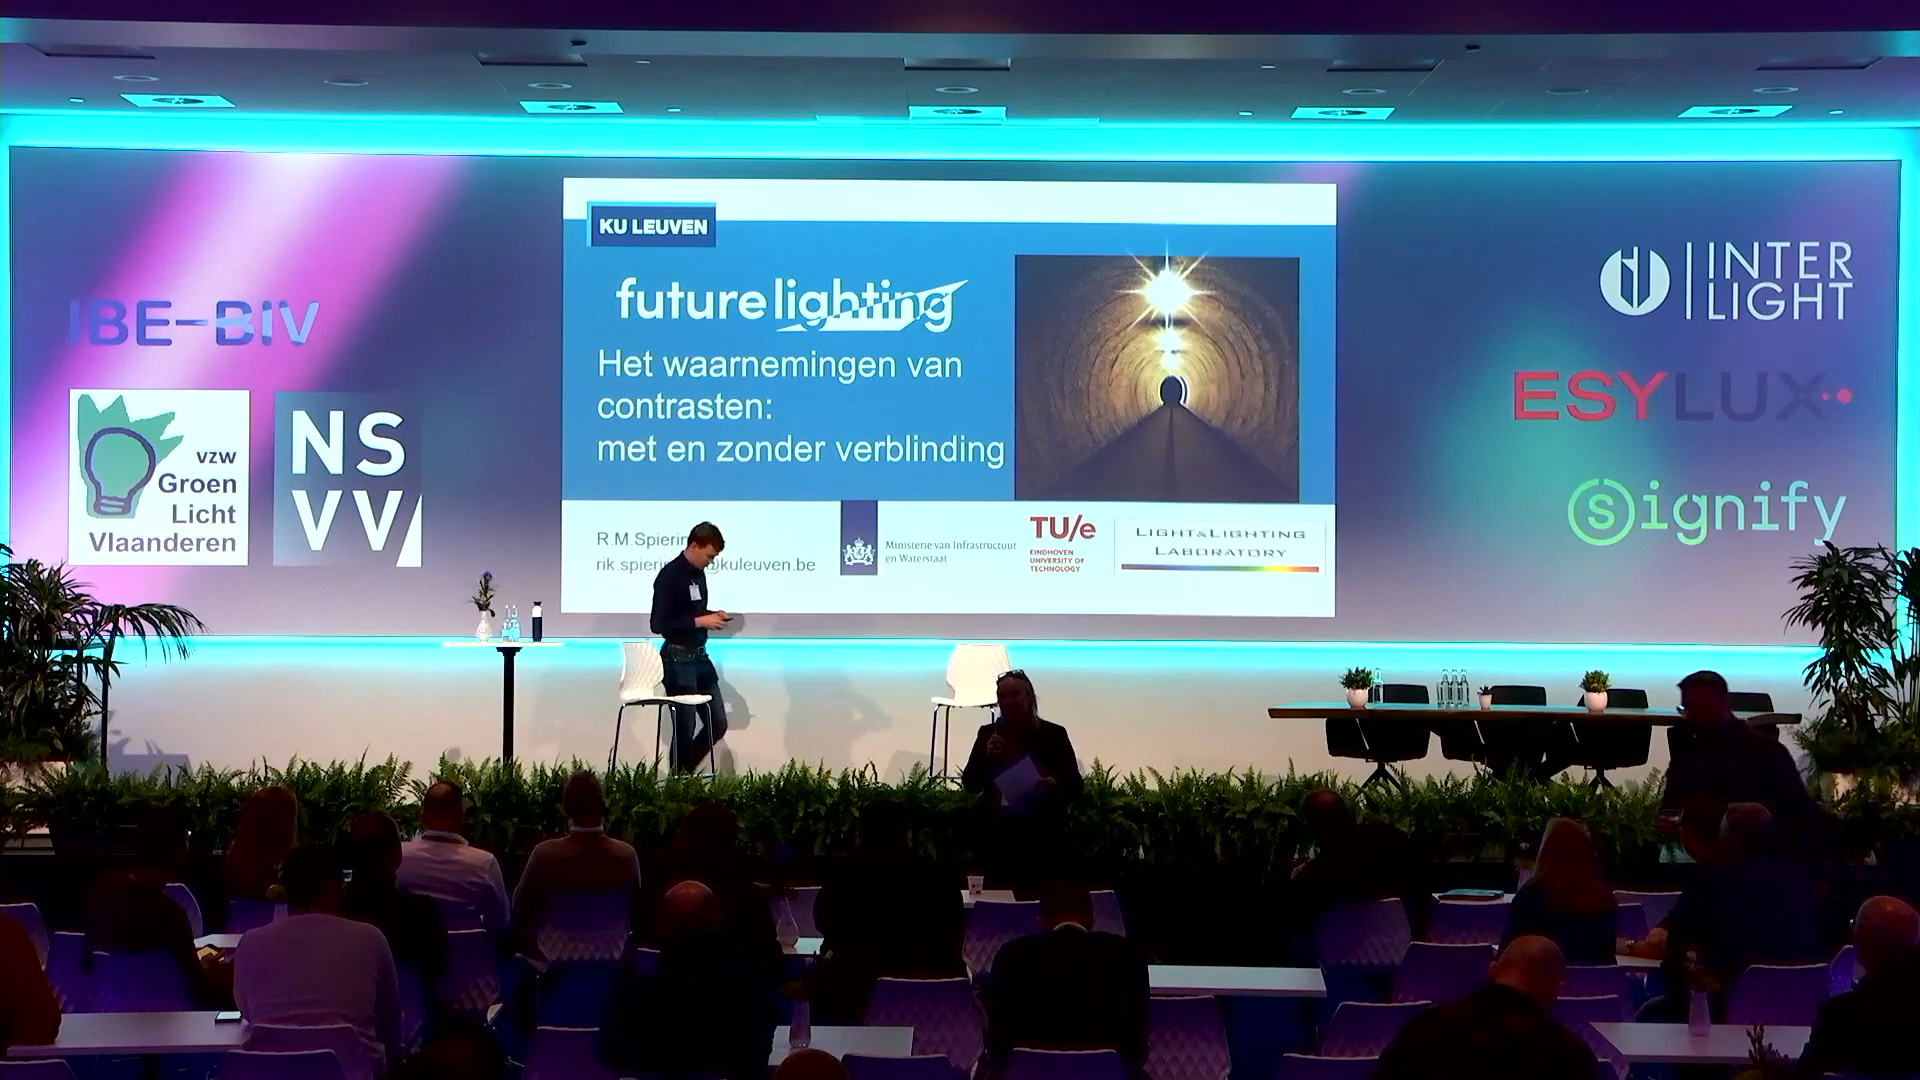 IBE-BIV
vzw
Groen
Licht
Vlaanderen
NS
VV
KU LEUVEN
future lighting
Het waarnemingen van
contrasten:
met en zonder verblinding
R.M.Spierin
rik.spieri @kuleuven.be
Ministerie van Infrastructuur
en Waterstaat
TU/e
EINDHOVEN
UNIVERSITY OF
TECHNOLOGY
LIGHT&LIGHTING
LABORATORY
INTER
LIGHT
ESYLUX
Signify